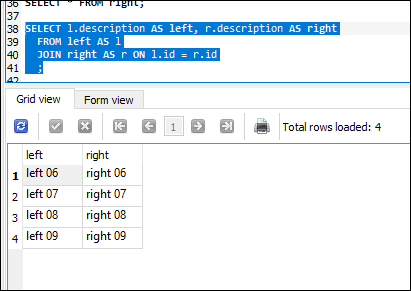 36 SELECT * FROM right;
37
38 SELECT l.description AS left, r.description AS right
39 FROM left AS l
40 JOIN right AS r ON l.id = r.id
41 ;
42
Grid view Form view
1 Total rows loaded: 4
left right
1 left 06 right 06
2 left 07 right 07
3 left 08 right 08
4 left 09 right 09